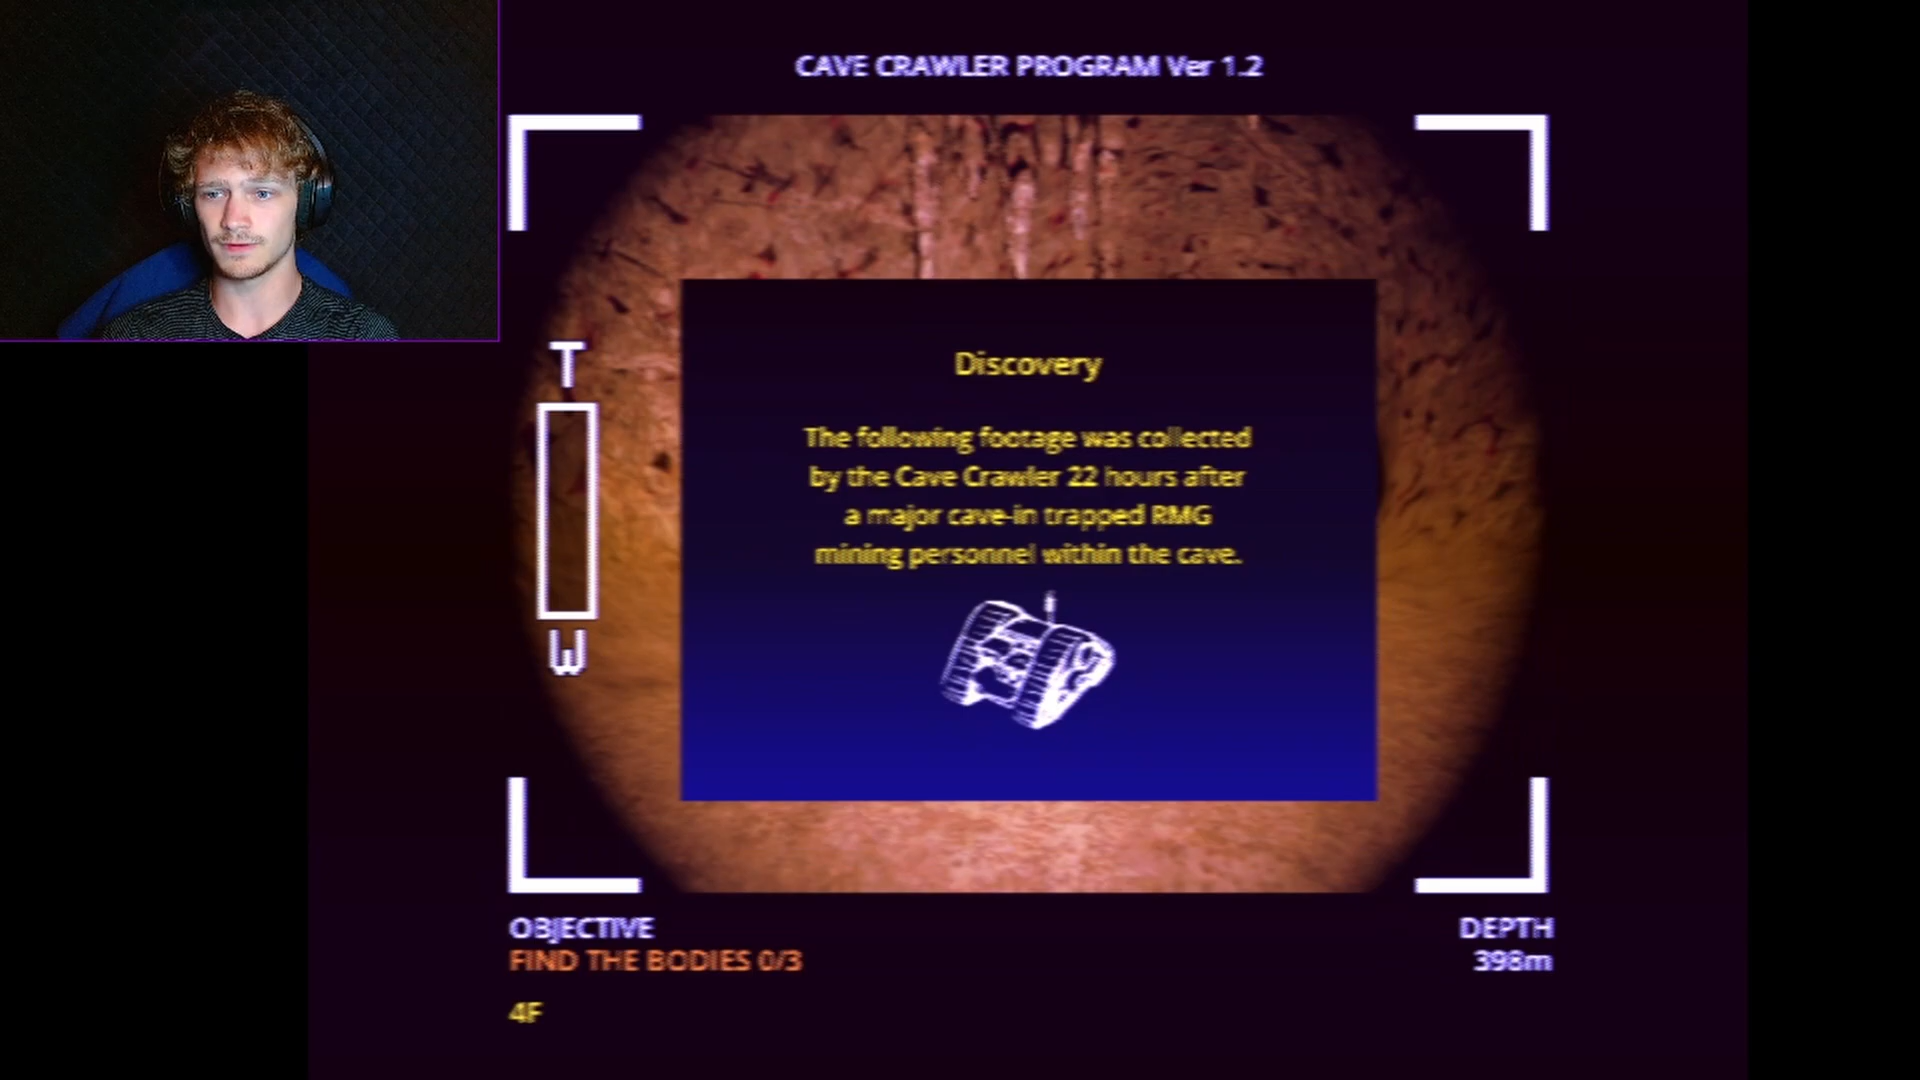 CAVE CRAWLER PROGRAM Ver 1.2
T
W
Discovery
The following footage was collected
by the Cave Crawler 22 hours after
a major cave-in trapped RMG
mining personnel within the cave.
OBJECTIVE
FIND THE BODIES 0/3
4F
DEPTH
398m